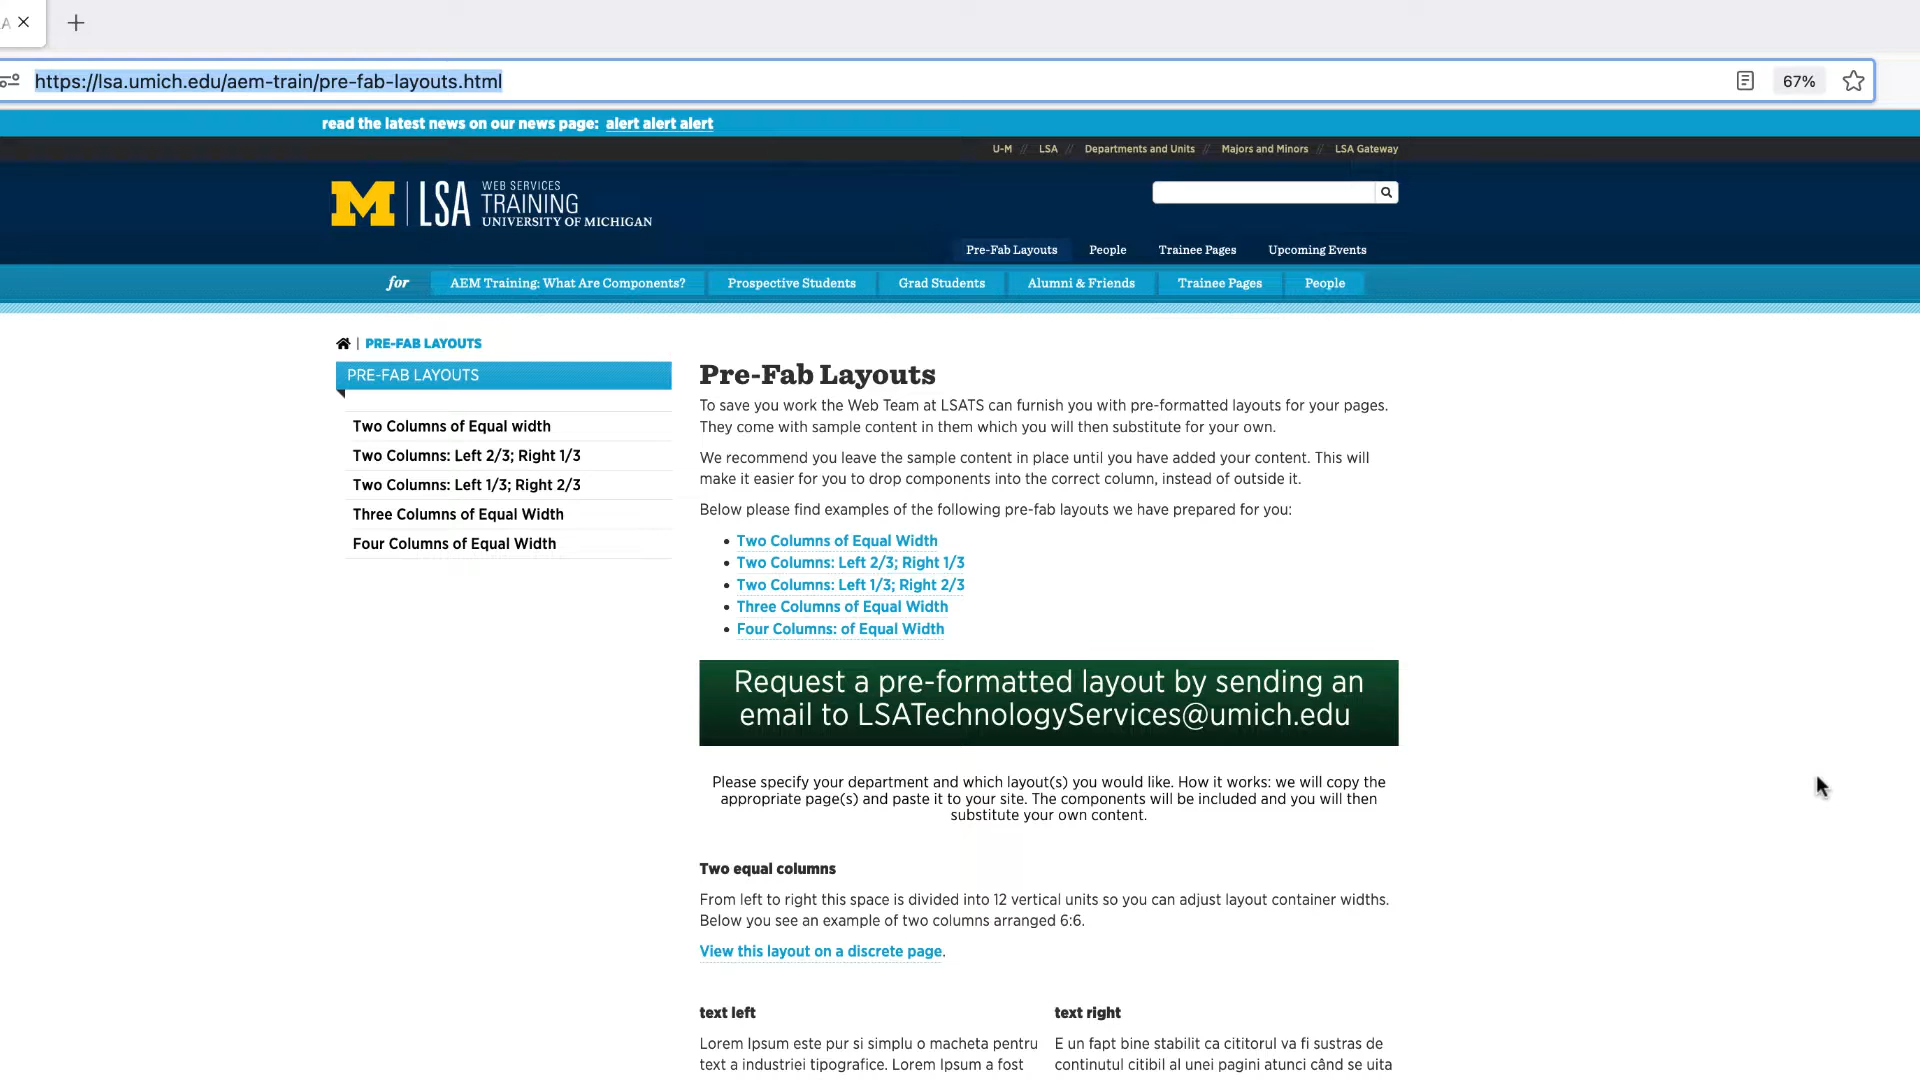 https://lsa.umich.edu/aem-train/pre-fab-layouts.html
67%
read the latest news on our news page: alert alert alert
U-M // LSA // Departments and Units // Majors and Minors // LSA Gateway
M | LSA WEB SERVICES
TRAINING
UNIVERSITY OF MICHIGAN
Pre-Fab Layouts People Trainee Pages Upcoming Events
for AEM Training: What Are Components? Prospective Students Grad Students Alumni & Friends Trainee Pages People
| PRE-FAB LAYOUTS
PRE-FAB LAYOUTS
Two Columns of Equal width
Two Columns: Left 2/3; Right 1/3
Two Columns: Left 1/3; Right 2/3
Three Columns of Equal Width
Four Columns of Equal Width
Pre-Fab Layouts
To save you work the Web Team at LSATS can furnish you with pre-formatted layouts for your pages.
They come with sample content in them which you will then substitute for your own.
We recommend you leave the sample content in place until you have added your content. This will
make it easier for you to drop components into the correct column, instead of outside it.
Below please find examples of the following pre-fab layouts we have prepared for you:
• Two Columns of Equal Width
• Two Columns: Left 2/3; Right 1/3
• Two Columns: Left 1/3; Right 2/3
• Three Columns of Equal Width
• Four Columns: of Equal Width
Request a pre-formatted layout by sending an
email to LSATechnologyServices@umich.edu
Please specify your department and which layout(s) you would like. How it works: we will copy the
appropriate page(s) and paste it to your site. The components will be included and you will then
substitute your own content.
Two equal columns
From left to right this space is divided into 12 vertical units so you can adjust layout container widths.
Below you see an example of two columns arranged 6:6.
View this layout on a discrete page.
text left
Lorem Ipsum este pur si simplu o macheta pentru
text a industriei tipografice. Lorem Ipsum a fost
text right
E un fapt bine stabilit ca cititorul va fi sustras de
continutul citibil al unei pagini atunci când se uita